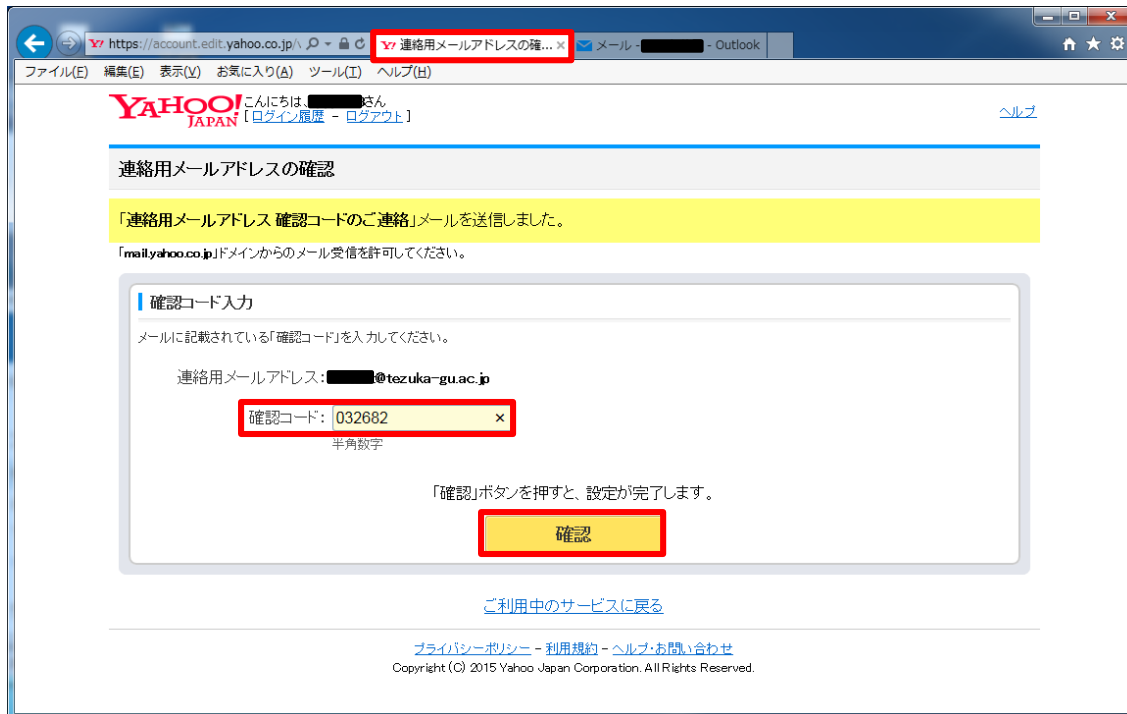 https://account.edit.yahoo.co.jp/
連絡用メールアドレスの確...
メール - - Outlook
ファイル(F) 編集(E) 表示(V) お気に入り(A) ツール(T) ヘルプ(H)
YAHOO! JAPAN
こんにちは、さん
[ログイン履歴 - ログアウト]
ヘルプ
連絡用メールアドレスの確認
「連絡用メールアドレス 確認コードのご連絡」メールを送信しました。
「mail.yahoo.co.jp」ドメインからのメール受信を許可してください。
確認コード入力
メールに記載されている「確認コード」を入力してください。
連絡用メールアドレス:@tezuka-gu.ac.jp
確認コード: 032682
半角数字
「確認」ボタンを押すと、設定が完了します。
確認
ご利用中のサービスに戻る
プライバシーポリシー - 利用規約 - ヘルプ・お問い合わせ
Copyright (C) 2015 Yahoo Japan Corporation. All Rights Reserved.